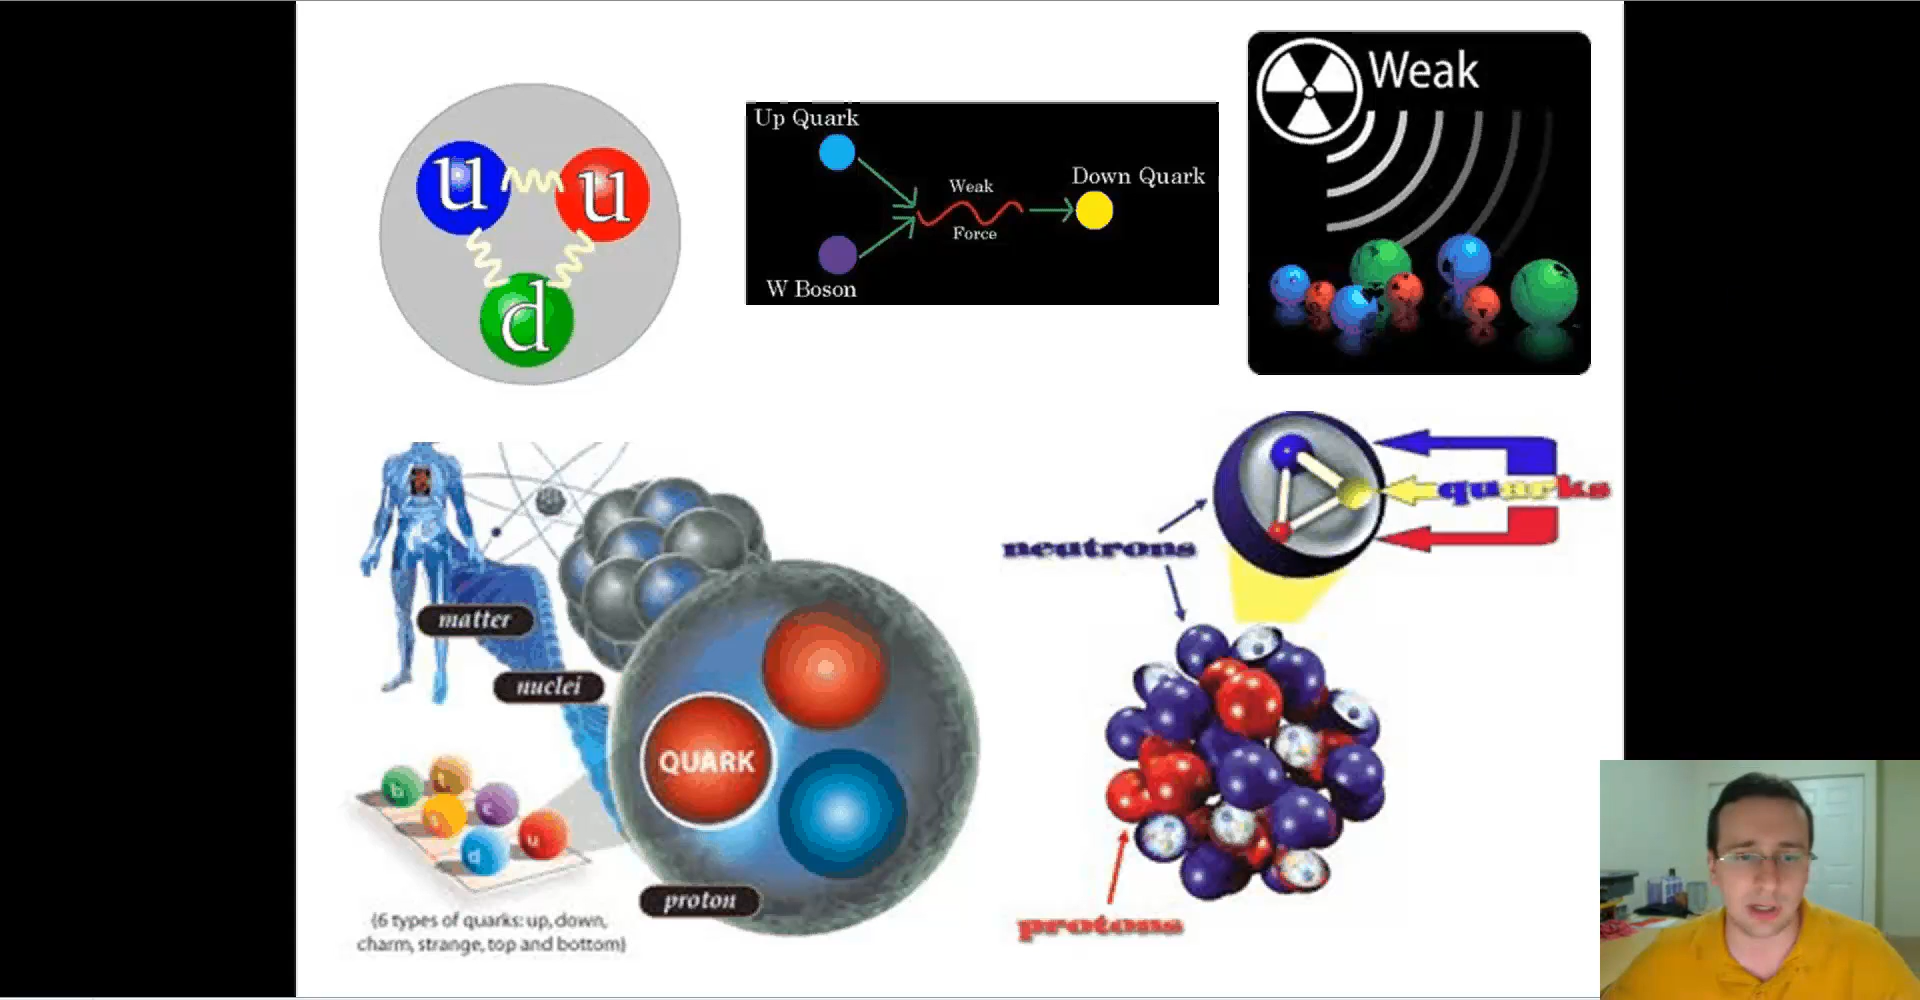 u u
d
Up Quark
W Boson
Weak
Force
Down Quark
Weak
matter
nuclei
QUARK
proton
b t
s c
d u
(6 types of quarks: up, down,
charm, strange, top and bottom)
quarks
neutrons
protons